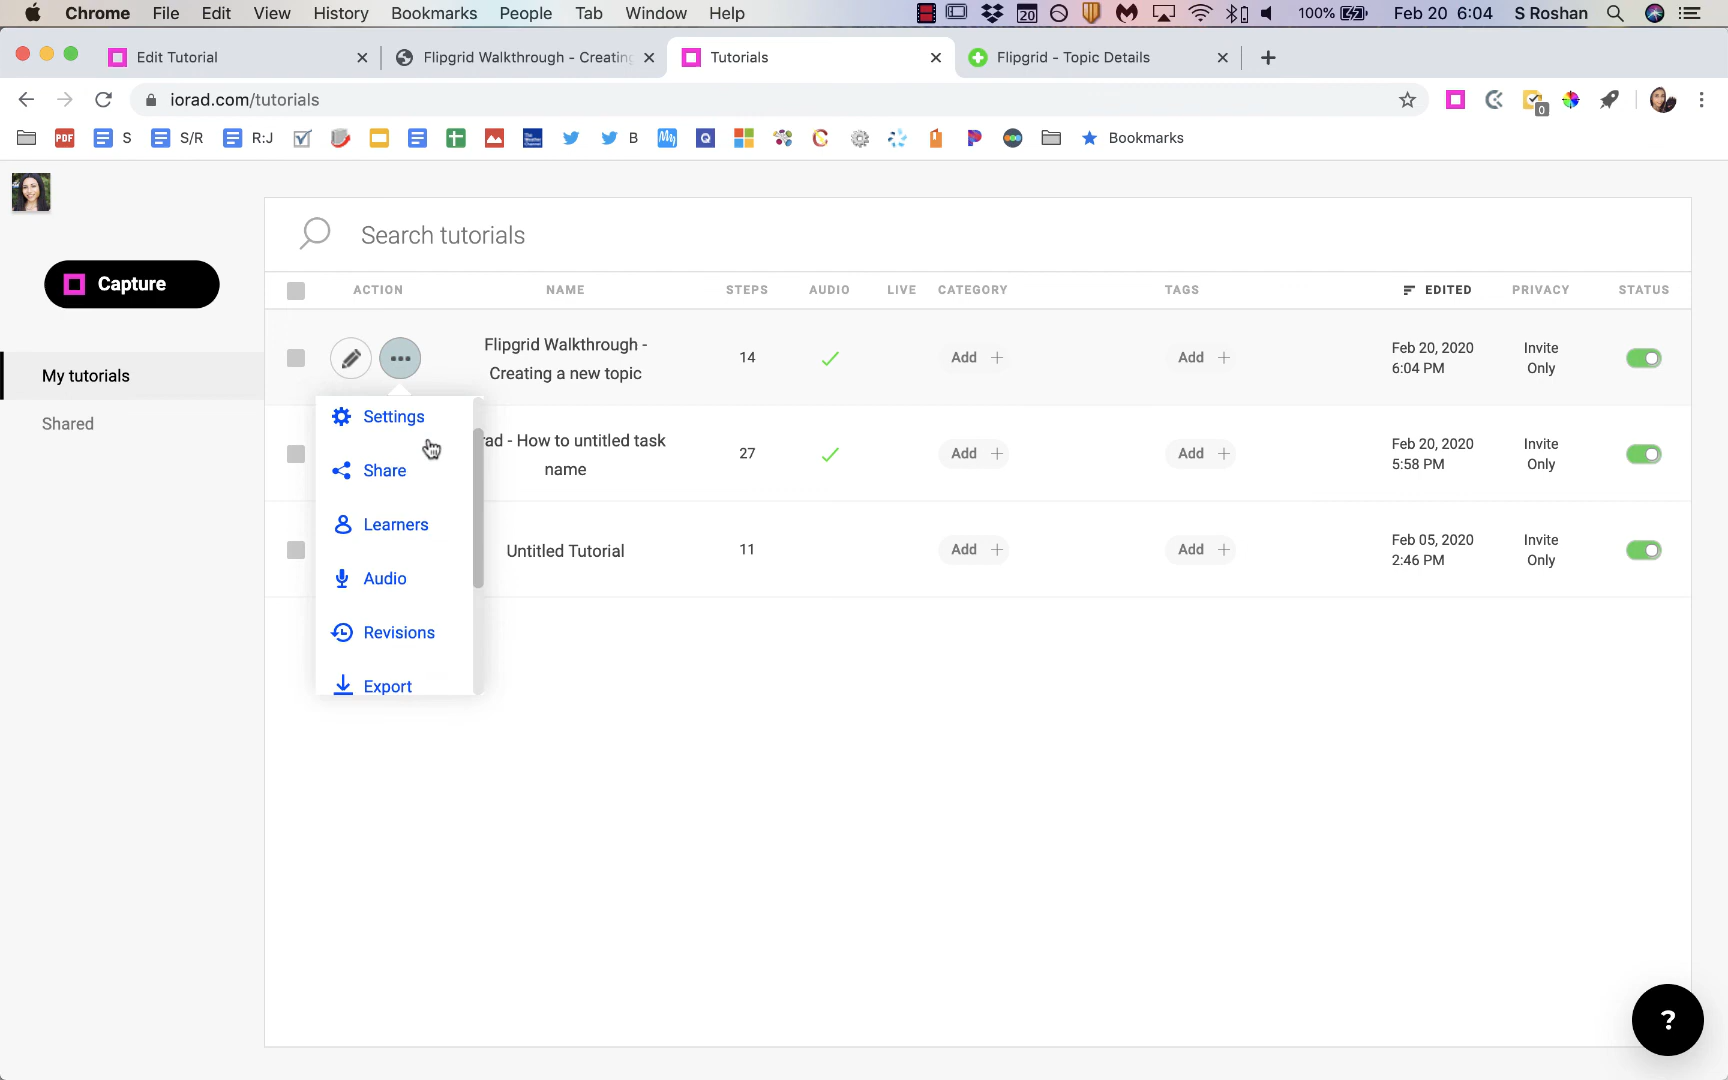 Chrome File Edit View History Bookmarks People Tab Window Help 20 100% Feb 20 6:04 S Roshan
Edit Tutorial Flipgrid Walkthrough - Creating Tutorials Flipgrid - Topic Details
iorad.com/tutorials 0
PDF S S/R R:J B My Q Bookmarks
Search tutorials
Capture
ACTION NAME STEPS AUDIO LIVE CATEGORY TAGS EDITED PRIVACY STATUS
My tutorials
Shared
Flipgrid Walkthrough -
Creating a new topic
14 Add + Add +
Feb 20, 2020
6:04 PM
Invite
Only
Settings
Share
Learners
Audio
Revisions
Export
rad - How to untitled task
name
27 Add + Add +
Feb 20, 2020
5:58 PM
Invite
Only
Untitled Tutorial
11 Add + Add +
Feb 05, 2020
2:46 PM
Invite
Only
?